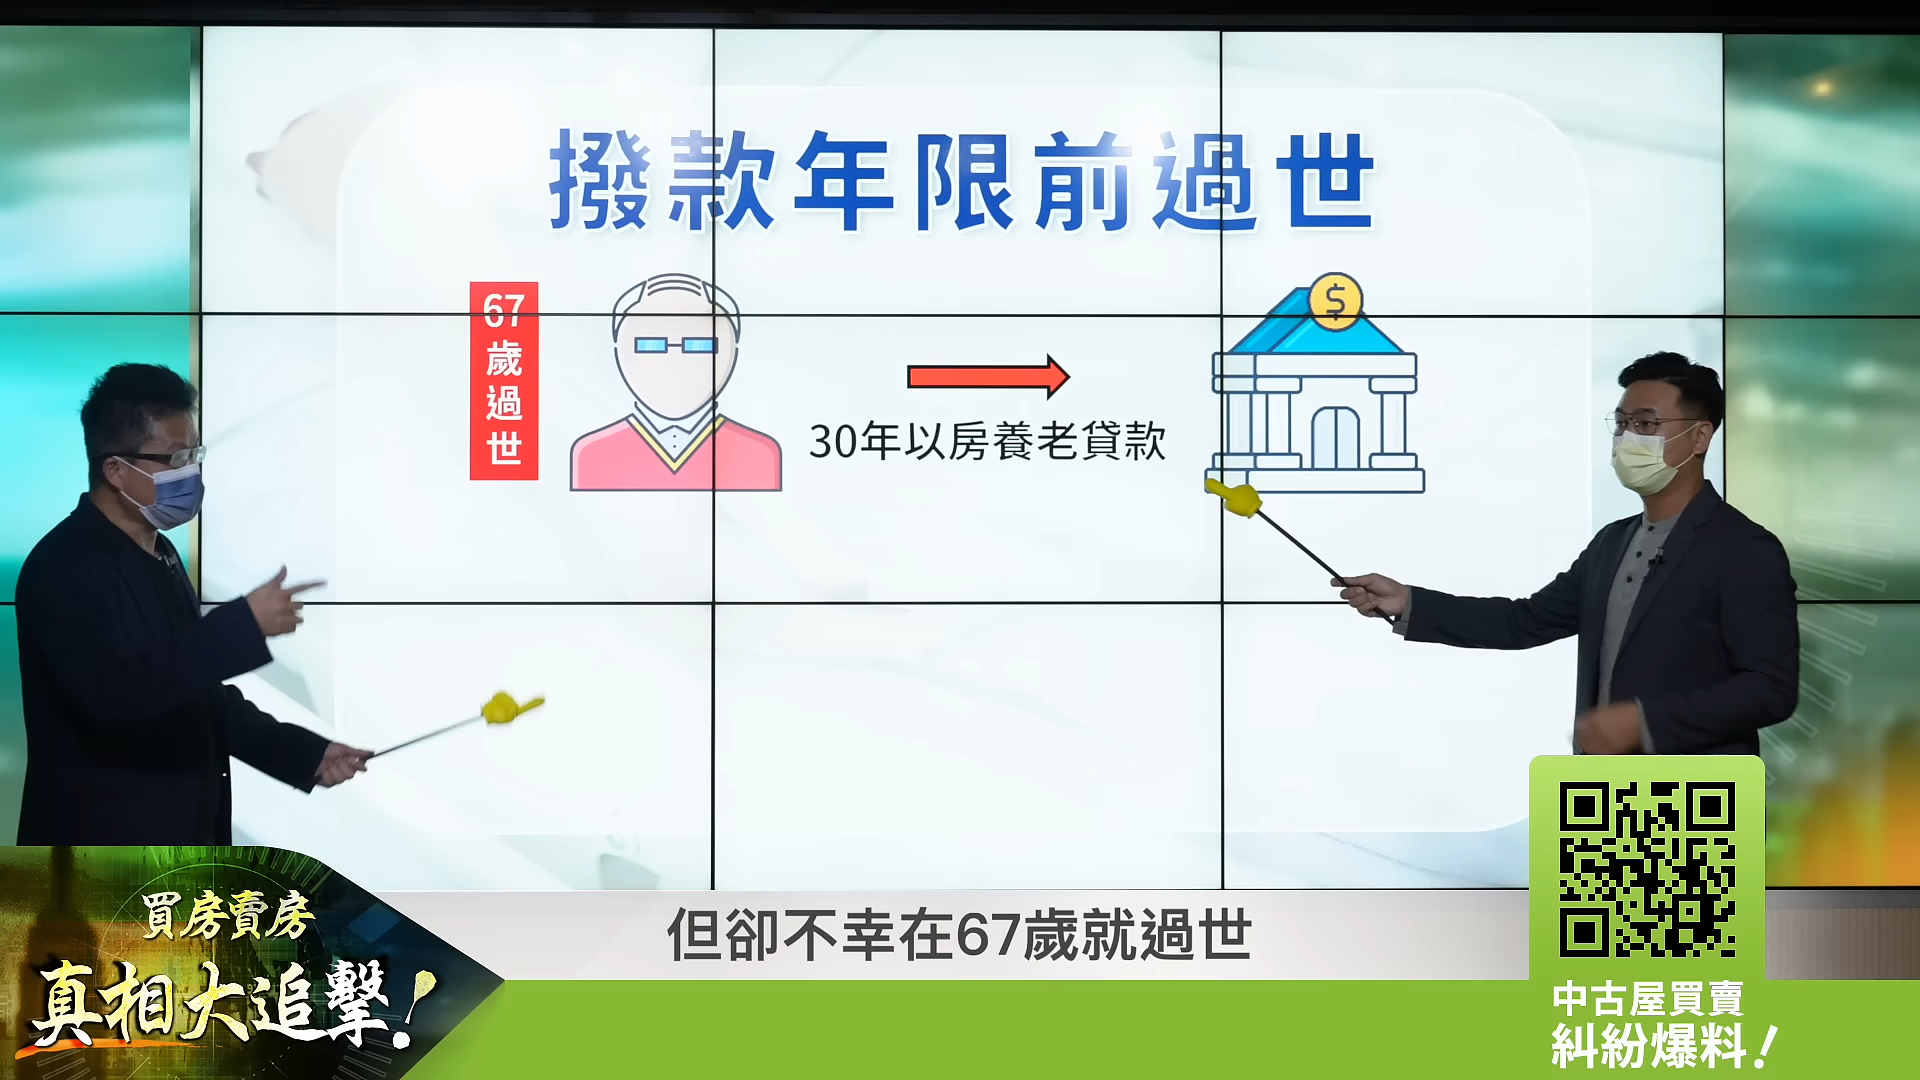 撥款年限前過世
67歲過世
$
30年以房養老貸款
但卻不幸在67歲就過世
買房賣房
真相大追擊!
中古屋買賣
糾紛爆料!